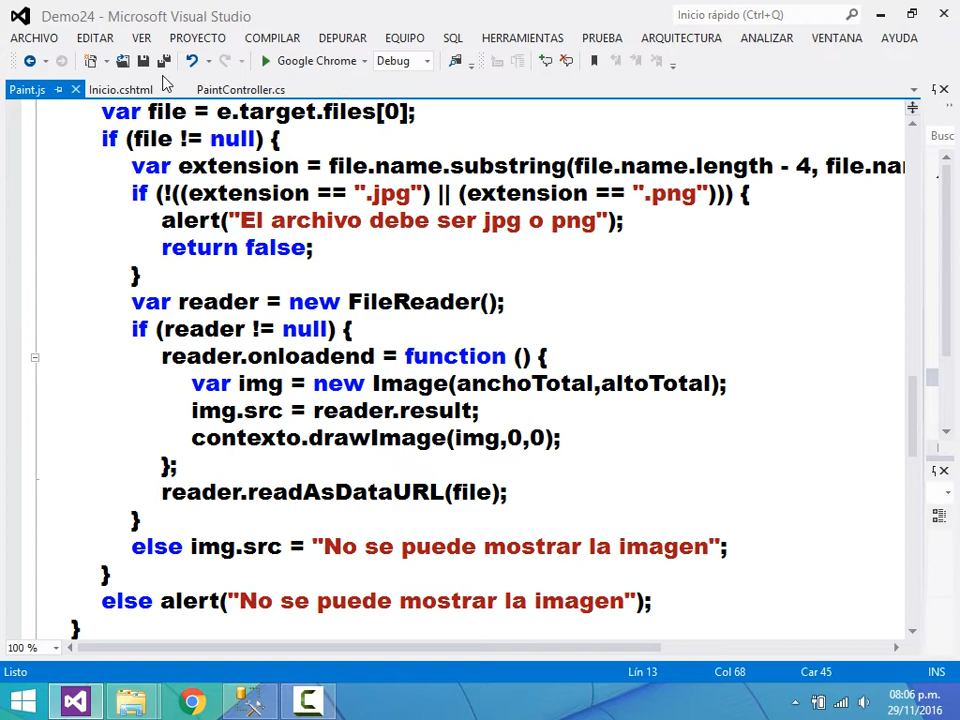 Demo24 - Microsoft Visual Studio
Inicio rápido (Ctrl+Q)
ARCHIVO EDITAR VER PROYECTO COMPILAR DEPURAR EQUIPO SQL HERRAMIENTAS PRUEBA ARQUITECTURA ANALIZAR VENTANA AYUDA
Google Chrome Debug
Paint.js Inicio.cshtml PaintController.cs
Busc
var file = e.target.files[0];
if (file != null) {
var extension = file.name.substring(file.name.length - 4, file.nar
if (!((extension == ".jpg") || (extension == ".png"))) {
alert("El archivo debe ser jpg o png");
return false;
}
var reader = new FileReader();
if (reader != null) {
reader.onloadend = function () {
var img = new Image(anchoTotal,altoTotal);
img.src = reader.result;
contexto.drawImage(img,0,0);
};
reader.readAsDataURL(file);
}
else img.src = "No se puede mostrar la imagen";
}
else alert("No se puede mostrar la imagen");
}
100 %
Listo Lín 13 Col 68 Car 45 INS
08:06 p.m.
29/11/2016